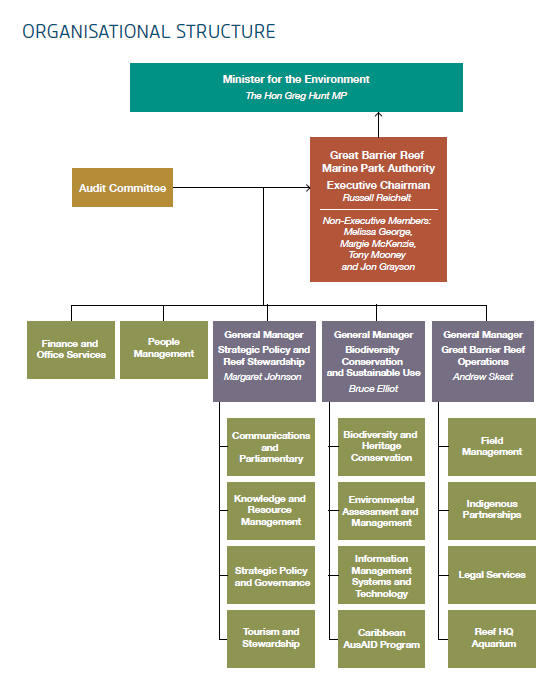 ORGANISATIONAL STRUCTURE
Minister for the Environment
The Hon Greg Hunt MP
Great Barrier Reef
Marine Park Authority
Executive Chairman
Russell Reichelt
Non-Executive Members:
Melissa George,
Margie McKenzie,
Tony Mooney
and Jon Grayson
Audit Committee
Finance and
Office Services
People
Management
General Manager
Strategic Policy and
Reef Stewardship
Margaret Johnson
General Manager
Biodiversity
Conservation
and Sustainable Use
Bruce Elliot
General Manager
Great Barrier Reef
Operations
Andrew Skeat
Communications
and
Parliamentary
Knowledge and
Resource
Management
Strategic Policy
and Governance
Tourism and
Stewardship
Biodiversity and
Heritage
Conservation
Environmental
Assessment and
Management
Information
Management
Systems and
Technology
Caribbean
AusAID Program
Field
Management
Indigenous
Partnerships
Legal Services
Reef HQ
Aquarium